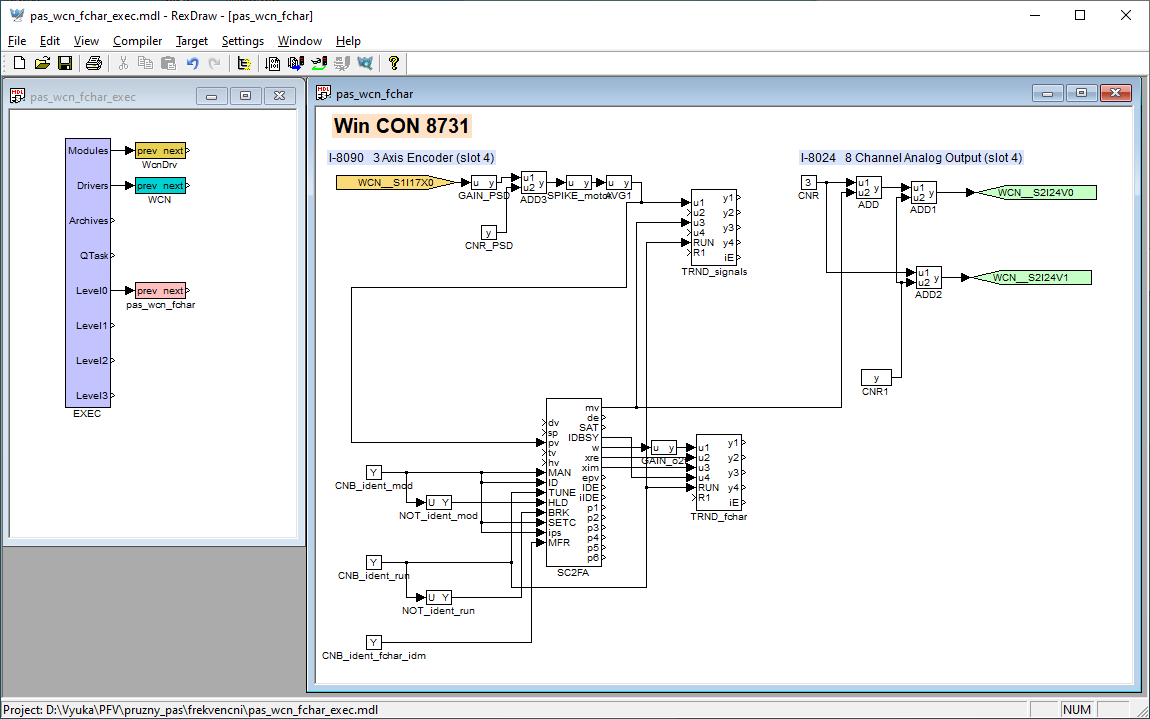 pas_wcn_fchar_exec.mdl - RexDraw - [pas_wcn_fchar]
File Edit View Compiler Target Settings Window Help
pas_wcn_fchar_exec
Modules
Drivers
Archives
QTask
Level0
Level1
Level2
Level3
EXEC
prev next
WcnDrv
prev next
WCN
prev next
pas_wcn_fchar
pas_wcn_fchar
Win CON 8731
I-8090 3 Axis Encoder (slot 4)
I-8024 8 Channel Analog Output (slot 4)
WCN__S1I17X0
u y
GAIN_PSD
u1
u2 y
ADD3
u y
SPIKE_motor
u y
AVG1
y
CNR_PSD
u1 y1
u2 y2
u3 y3
u4
RUN y4
R1 iE
TRND_signals
3
CNR
u1
u2 y
ADD
u1
u2 y
ADD1
WCN__S2I24V0
u1
u2 y
ADD2
WCN__S2I24V1
y
CNR1
dv
sp
pv
tv
hv
MAN
ID
TUNE
HLD
BRK
SETC
ips
MFR
mv
de
SAT
IDBSY
w
xre
xim
epv
IDE
iIDE
p1
p2
p3
p4
p5
p6
SC2FA
u y
u1 y1
u2 y2
u3 y3
u4
RUN y4
R1 iE
TRND_fchar
Y
CNB_ident_mod
U Y
NOT_ident_mod
Y
CNB_ident_run
U Y
NOT_ident_run
Y
CNB_ident_fchar_idm
Project: D:\Vyuka\PFV\pruzny_pas\frekvencni\pas_wcn_fchar_exec.mdl
NUM